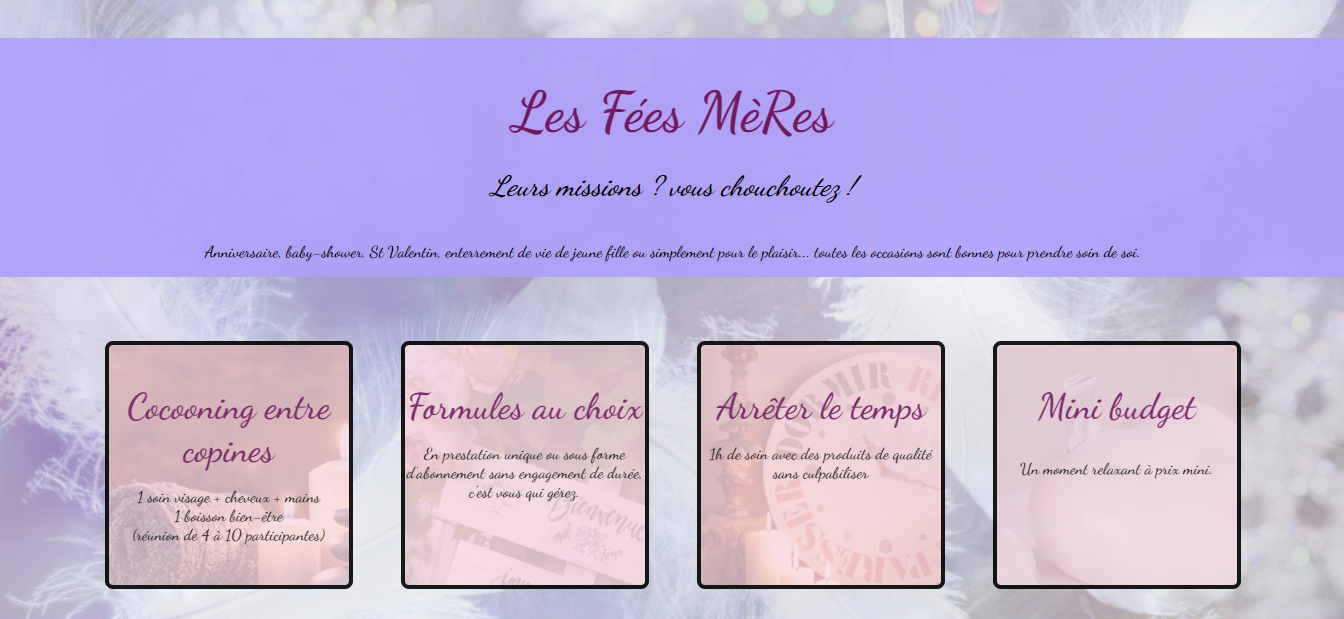 Les Fées MèRes
Leurs missions ? vous chouchoutez !
Anniversaire, baby-shower, St Valentin, enterrement de vie de jeune fille ou simplement pour le plaisir... toutes les occasions sont bonnes pour prendre soin de soi.
Cocooning entre
copines
1 soin visage + cheveux + mains
1 boisson bien-être
(réunion de 4 à 10 participantes)
Formules au choix
En prestation unique ou sous forme
d'abonnement sans engagement de durée,
c'est vous qui gérez.
Bienvenue
Arrêter le temps
1h de soin avec des produits de qualité
sans culpabiliser
DORMIR
PARESSER
Mini budget
Un moment relaxant à prix mini.